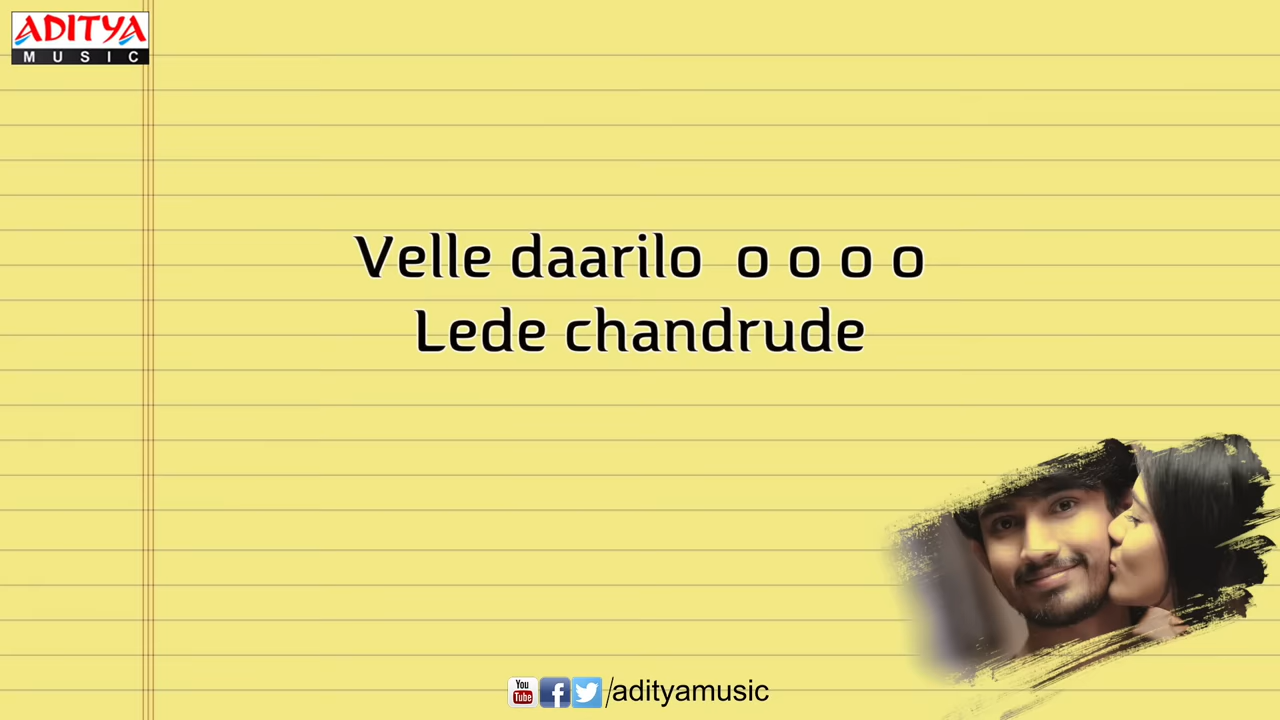 ADITYA
MUSIC
Velle daarilo o o o o
Lede chandrude
You
Tube
/adityamusic